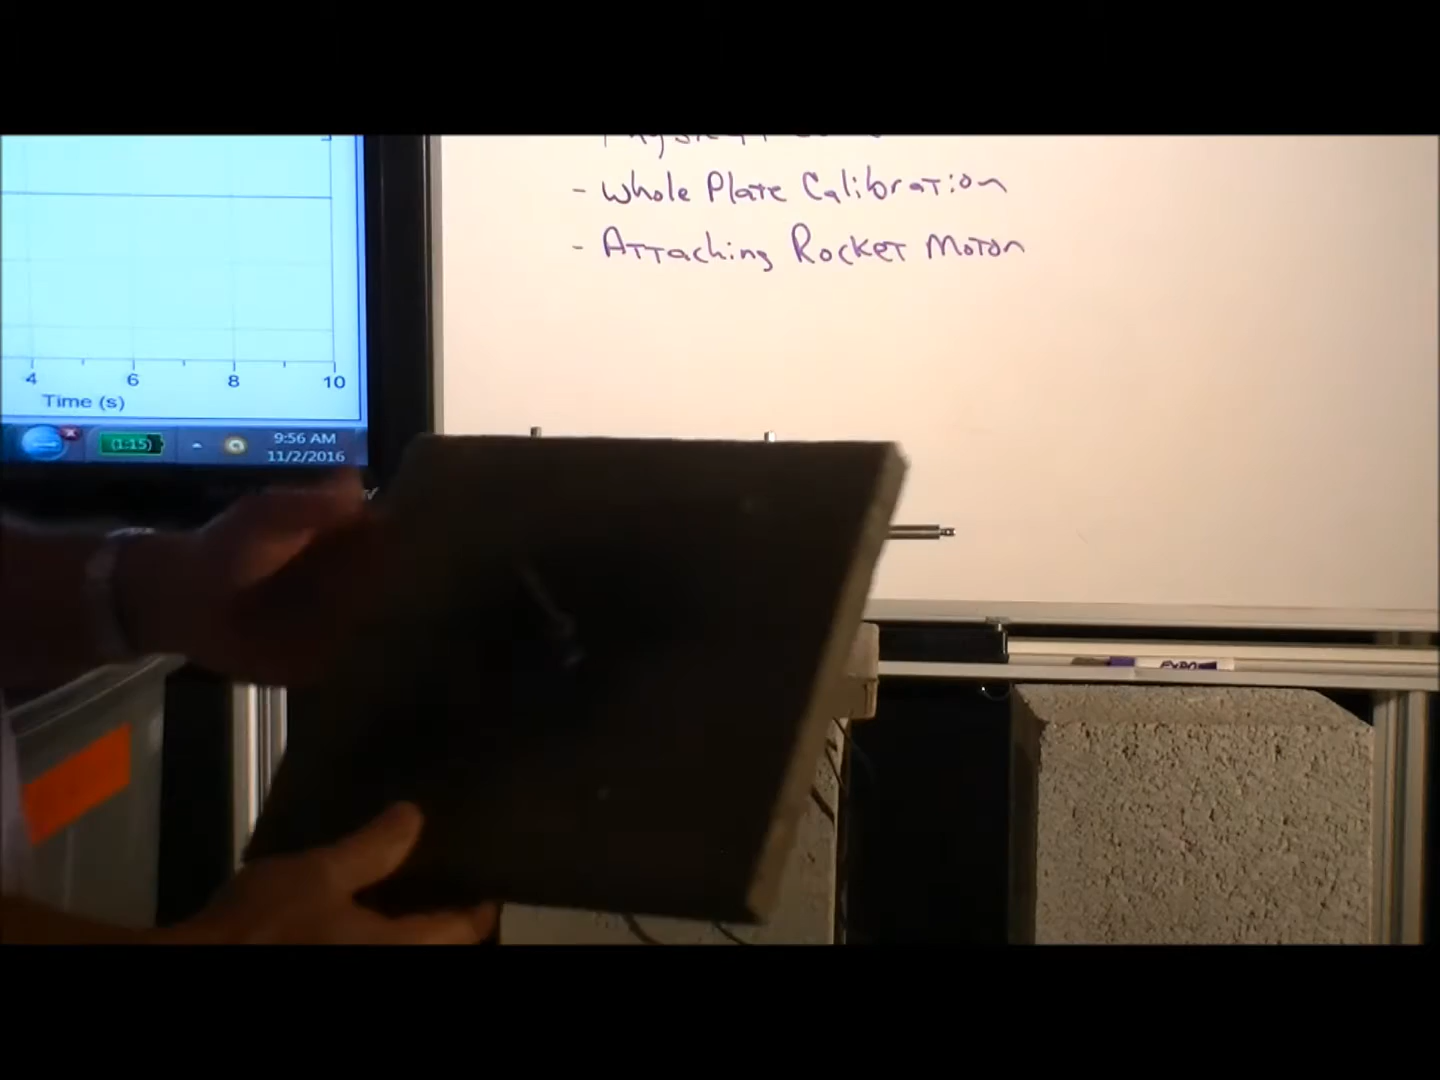 - Whole Plate Calibration
- Attaching Rocket Motor
4 6 8 10
Time (s)
(1:15)
9:56 AM
11/2/2016
EXPO